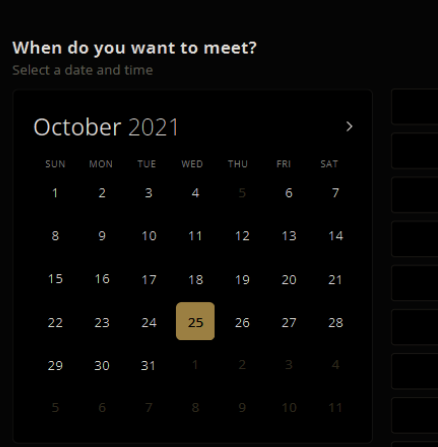 When do you want to meet?
Select a date and time
October 2021
SUN MON TUE WED THU FRI SAT
1 2 3 4 5 6 7
8 9 10 11 12 13 14
15 16 17 18 19 20 21
22 23 24 25 26 27 28
29 30 31 1 2 3 4
5 6 7 8 9 10 11